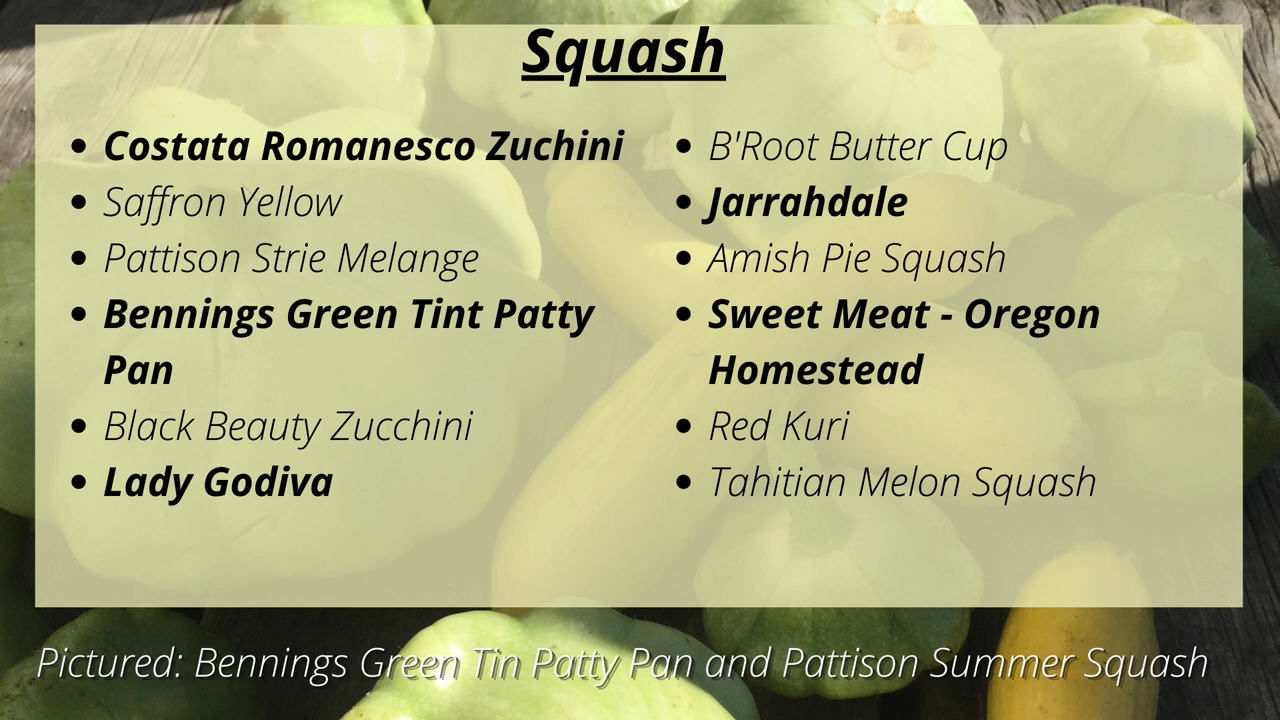 Squash
Costata Romanesco Zuchini
Saffron Yellow
Pattison Strie Melange
Bennings Green Tint Patty
Pan
Black Beauty Zucchini
Lady Godiva
B'Root Butter Cup
Jarrahdale
Amish Pie Squash
Sweet Meat - Oregon
Homestead
Red Kuri
Tahitian Melon Squash
Pictured: Bennings Green Tin Patty Pan and Pattison Summer Squash